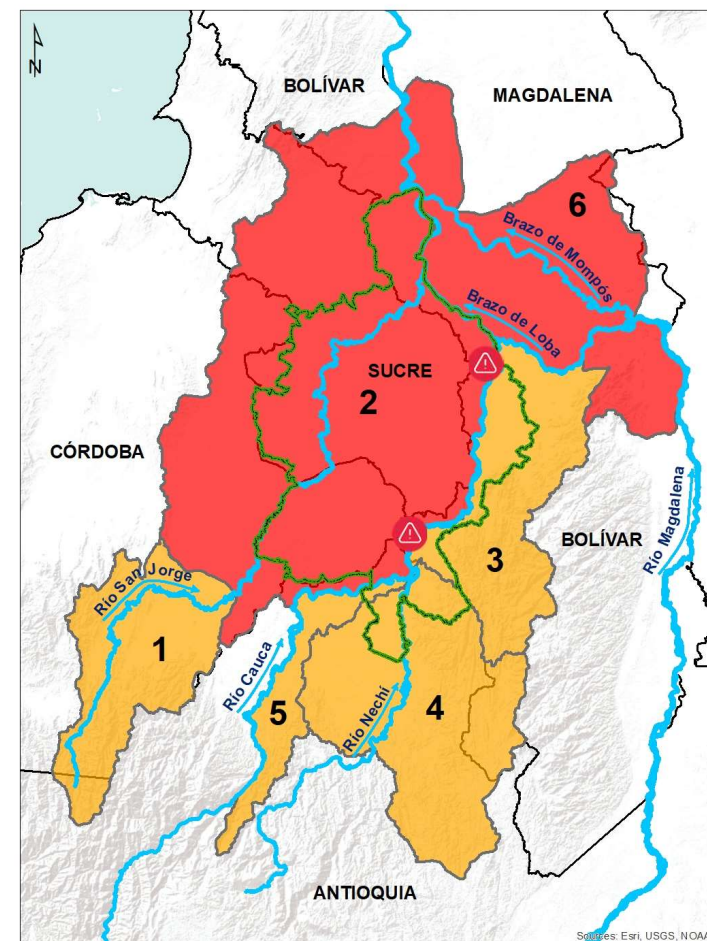 N
BOLÍVAR
MAGDALENA
6
Brazo de Mompós
Brazo de Loba
SUCRE
2
CÓRDOBA
BOLÍVAR
Río Magdalena
3
Río San Jorge
1
Río Cauca
5
Río Nechí
4
ANTIOQUIA
Sources: Esri, USGS, NOAA